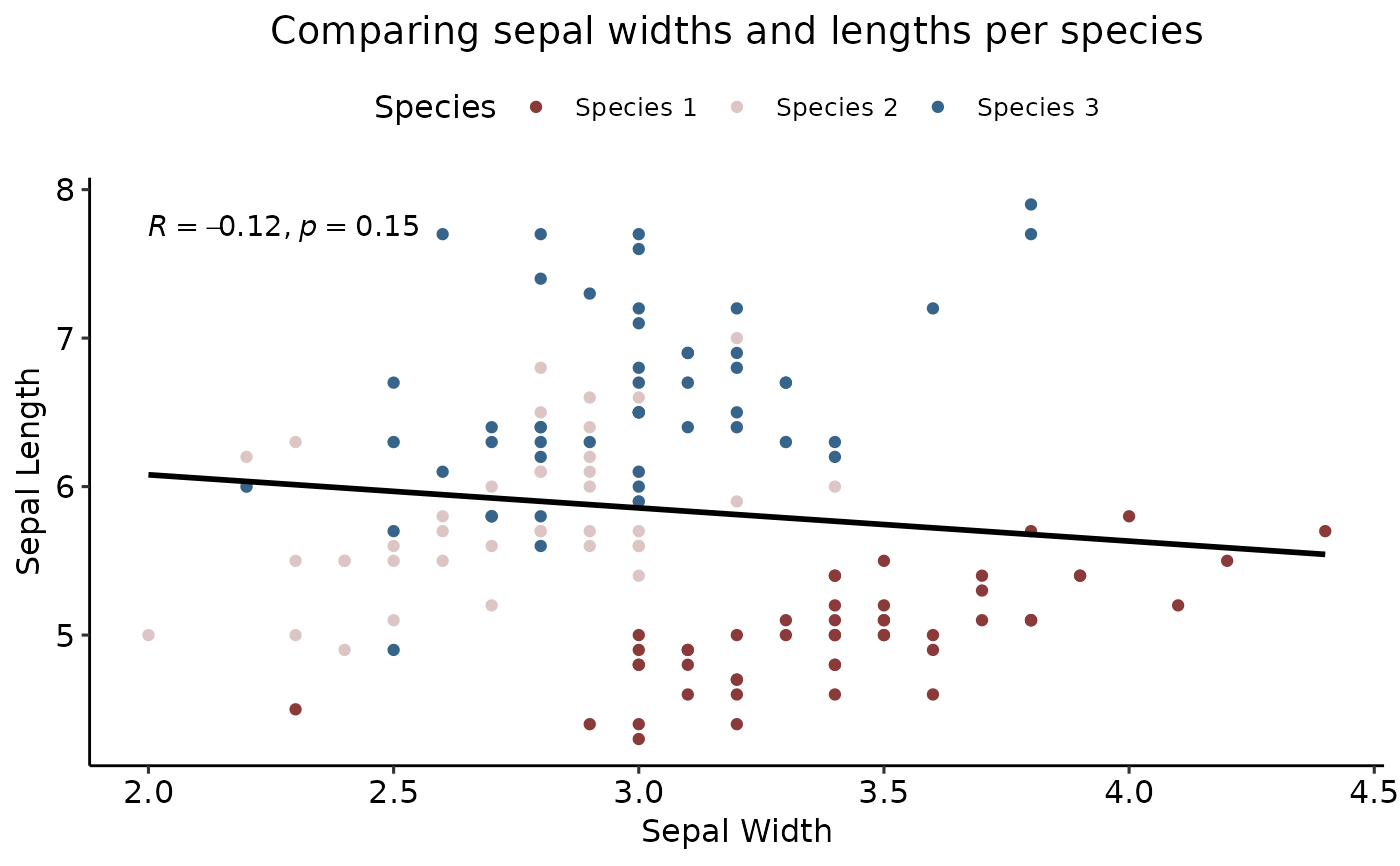 Comparing sepal widths and lengths per species
Species Species 1 Species 2 Species 3
R = –0.12, p = 0.15
8
7
6
5
Sepal Length
2.0 2.5 3.0 3.5 4.0 4.5
Sepal Width